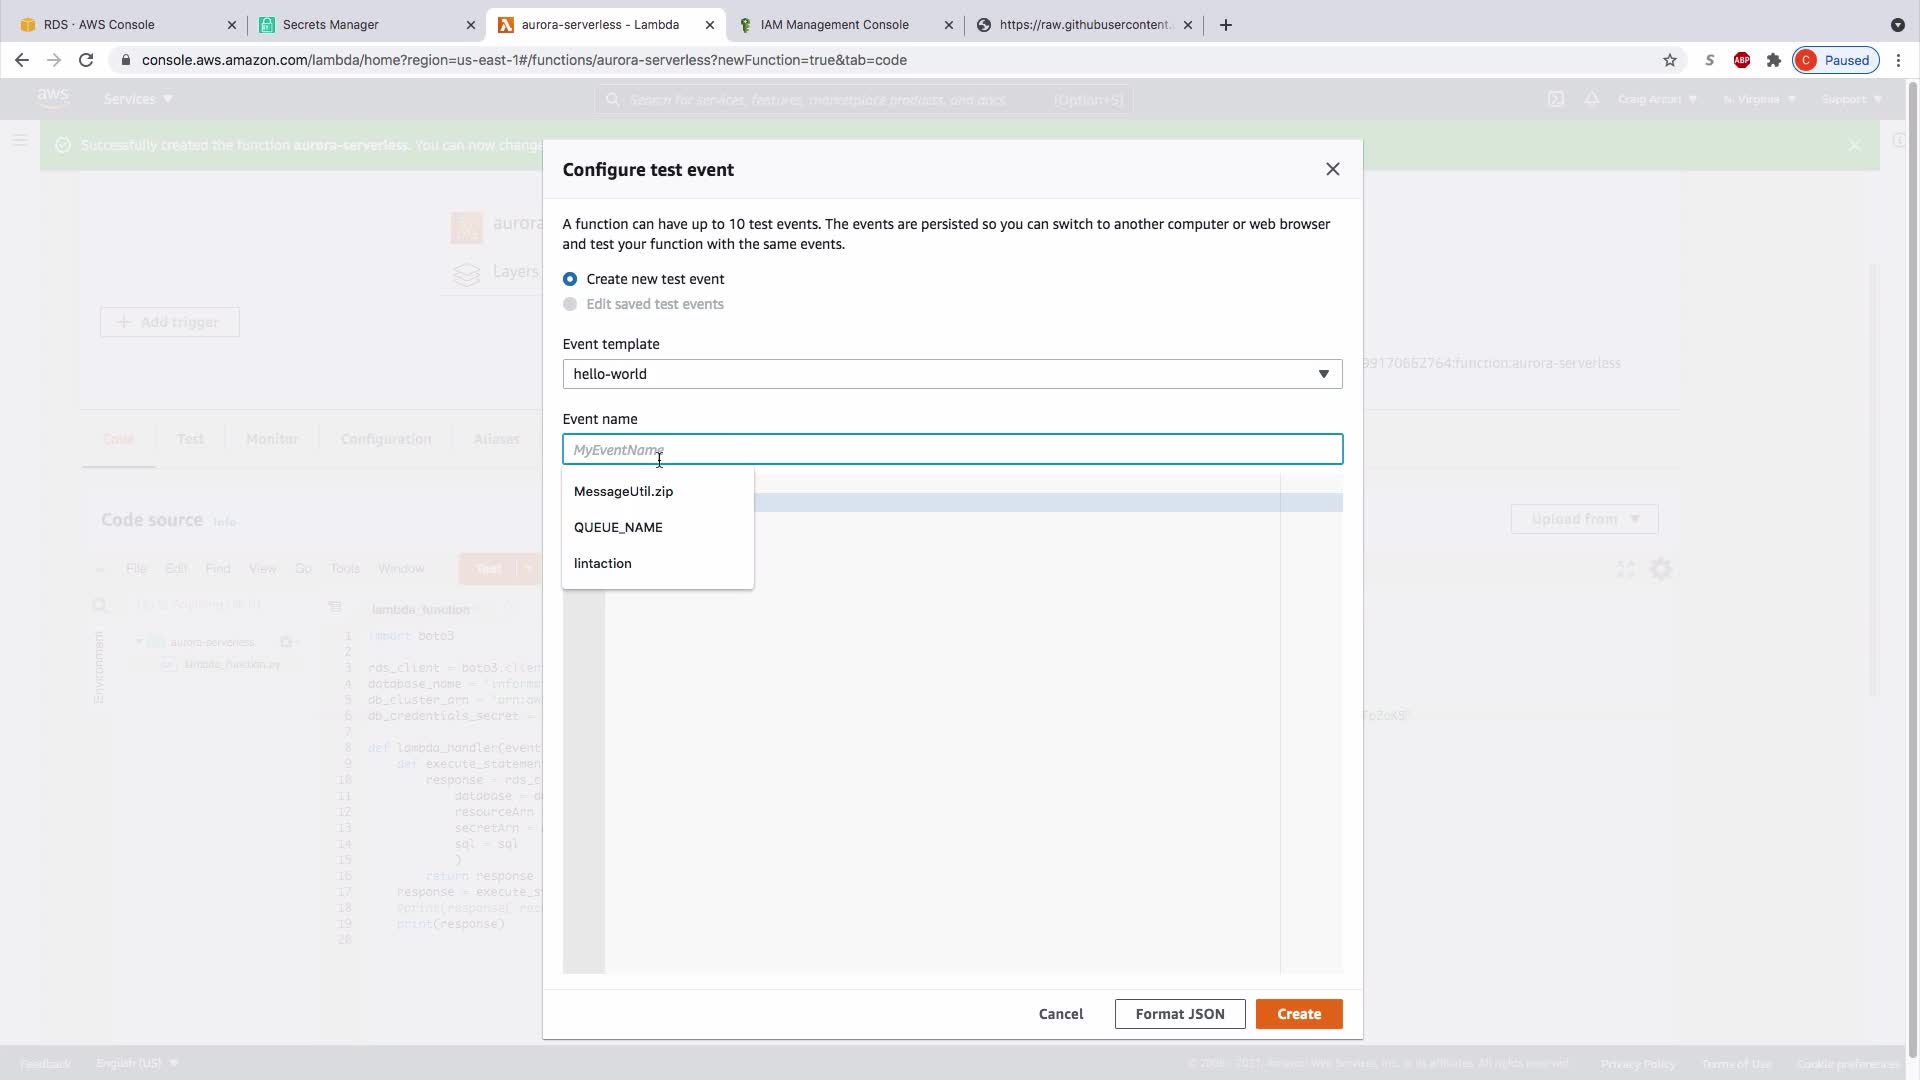 RDS · AWS Console
Secrets Manager
aurora-serverless - Lambda
IAM Management Console
https://raw.githubusercontent.
console.aws.amazon.com/lambda/home?region=us-east-1#/functions/aurora-serverless?newFunction=true&tab=code
S
ABP
C Paused
aws
Services
Search for services, features, marketplace products, and docs
[Option+S]
Craig Arcuri
N. Virginia
Support
Successfully created the function aurora-serverless. You can now change
Configure test event
A function can have up to 10 test events. The events are persisted so you can switch to another computer or web browser
and test your function with the same events.
Create new test event
Edit saved test events
Event template
hello-world
Event name
MyEventName
MessageUtil.zip
QUEUE_NAME
lintaction
Cancel
Format JSON
Create
auror
Layers
Add trigger
99170662764:function:aurora-serverless
Code
Test
Monitor
Configuration
Aliases
Code source
Info
Upload from
File
Edit
Find
View
Go
Tools
Window
Test
Environment
aurora-serverless
lambda_function.py
lambda_function
1 import boto3
2
3 rds_client = boto3.clien
4 database_name = 'informa
5 db_cluster_arn = 'arn:aw
6 db_credentials_secret =
7
8 def lambda_handler(event
9 def execute_statemen
10 response = rds_c
11 database = d
12 resourceArn
13 secretArn =
14 sql = sql
15 )
16 return response
17 response = execute_s
18 #print(response['reco
19 print(response)
20
Feedback
English (US)
© 2008 - 2021, Amazon Web Services, Inc. or its affiliates. All rights reserved.
Privacy Policy
Terms of Use
Cookie preferences